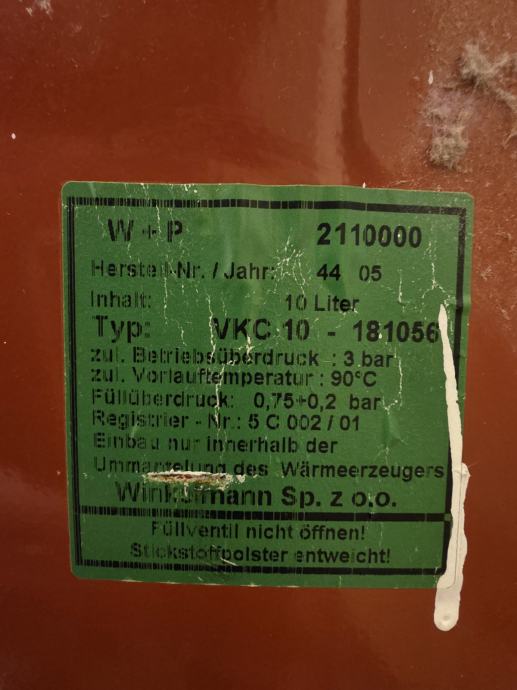 W + P 2110000
Herstell-Nr. / Jahr: 44 05
Inhalt: 10 Liter
Typ: VKC 10 - 181056
zul. Betriebsüberdruck : 3 bar
zul. Vorlauftemperatur : 90°C
Füllüberdruck: 0,75+0,2 bar
Registrier - Nr.: 5 C 002 / 01
Einbau nur innerhalb der
Ummantelung des Wärmeerzeugers
Winkelmann Sp. z o.o.
Füllventil nicht öffnen!
Stickstoffpolster entweicht!